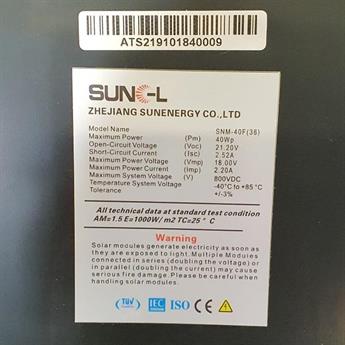 ATS219101840009
SUNEL
ZHEJIANG SUNENERGY CO.,LTD
Model Name SNM-40F(36)
Maximum Power (Pm) 40Wp
Open-Circuit Voltage (Voc) 21.20V
Short-Circuit Current (Isc) 2.52A
Maximum Power Voltage (Vmp) 18.00V
Maximum Power Current (Imp) 2.20A
Maximum System Voltage (V) 800VDC
Temperature System Voltage -40°C to +85°C
Tolerance +/-3%
All technical data at standard test condition
AM=1.5 E=1000W/m2 TC=25°C
Warning
Solar modules generate electricity as soon as
they are exposed to light. Multiple Modules
connected in series (doubling the voltage) or
in parallel (doubling the current) may cause
serious fire damage. Please be careful when
handling.
TÜV IEC ISO CE